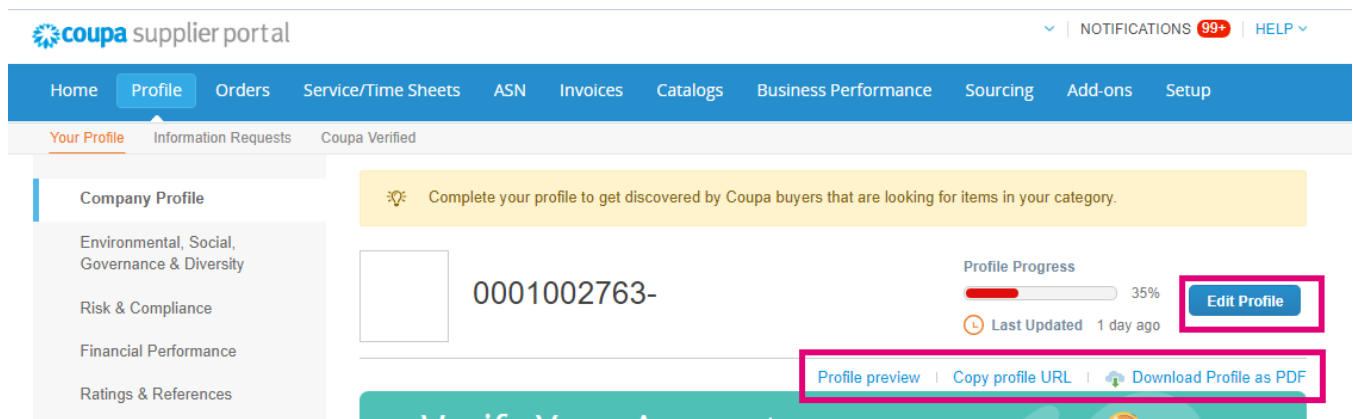 coupa supplier portal
NOTIFICATIONS 99+ HELP
Home Profile Orders Service/Time Sheets ASN Invoices Catalogs Business Performance Sourcing Add-ons Setup
Your Profile Information Requests Coupa Verified
Company Profile
Environmental, Social,
Governance & Diversity
Risk & Compliance
Financial Performance
Ratings & References
Complete your profile to get discovered by Coupa buyers that are looking for items in your category.
0001002763-
Profile Progress
35%
Last Updated 1 day ago
Edit Profile
Profile preview Copy profile URL Download Profile as PDF